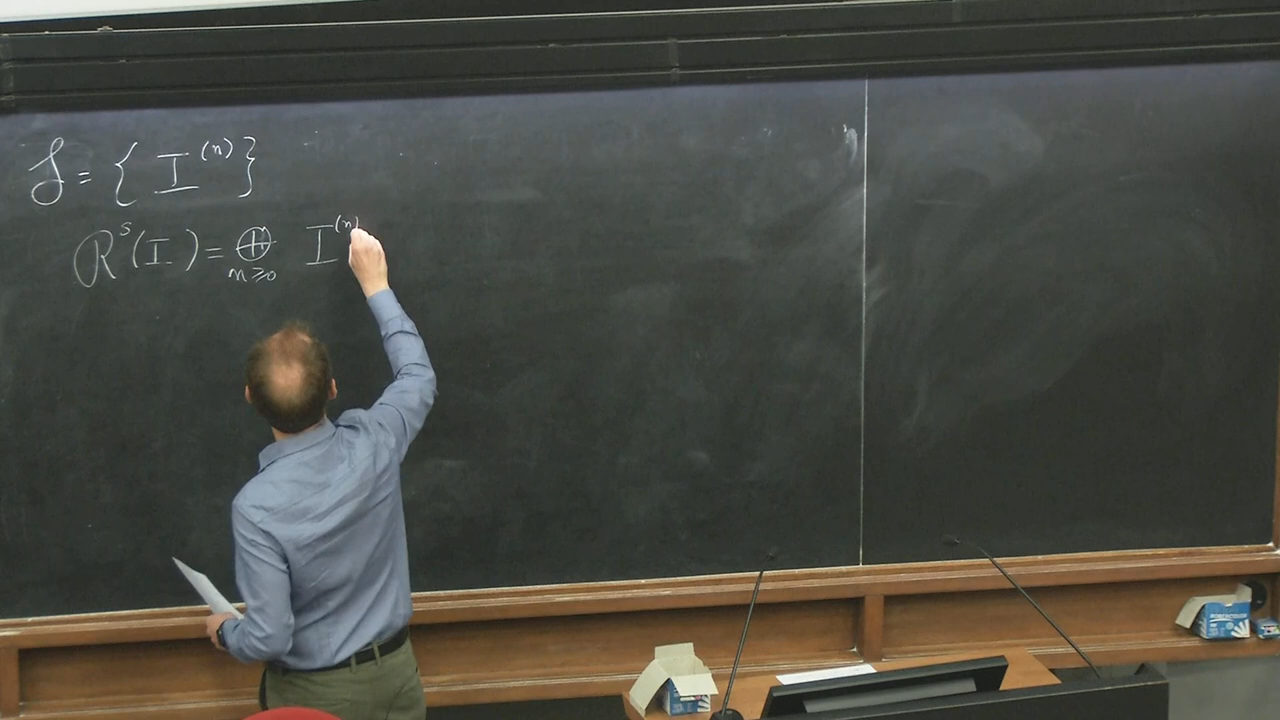 𝒥 = { I^(n) }
R^s(I) = ⊕_{n≥0} I^(n)